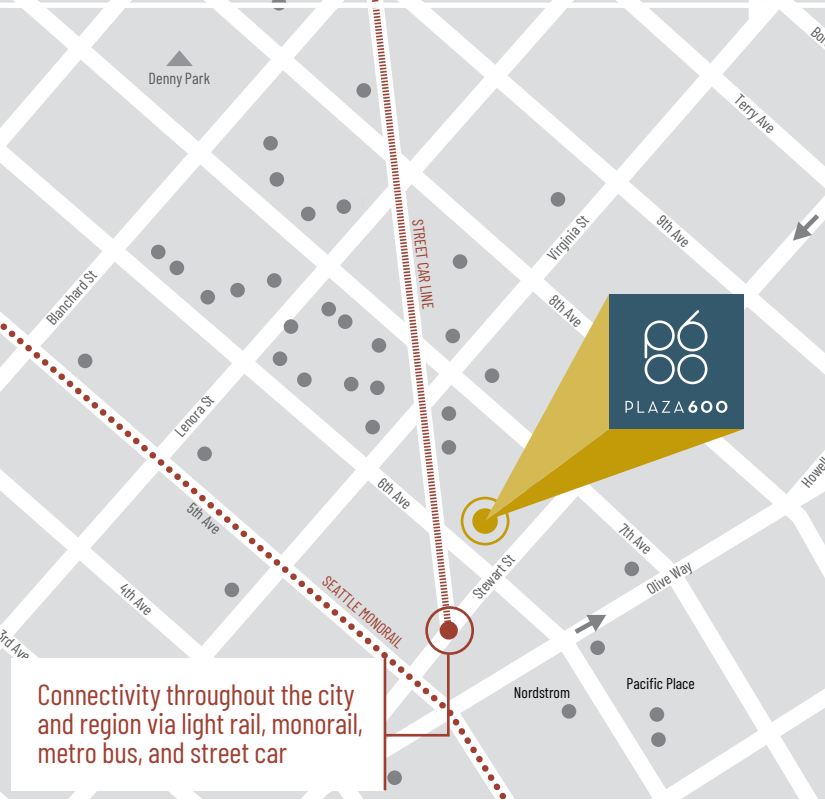 Bor
Denny Park
Terry Ave
Virginia St
9th Ave
STREET CAR LINE
Blanchard St
8th Ave
p600
PLAZA600
Lenora St
Howell
6th Ave
5th Ave
7th Ave
Stewart St
Olive Way
4th Ave
SEATTLE MONORAIL
3rd Ave
Pacific Place
Nordstrom
Connectivity throughout the city
and region via light rail, monorail,
metro bus, and street car